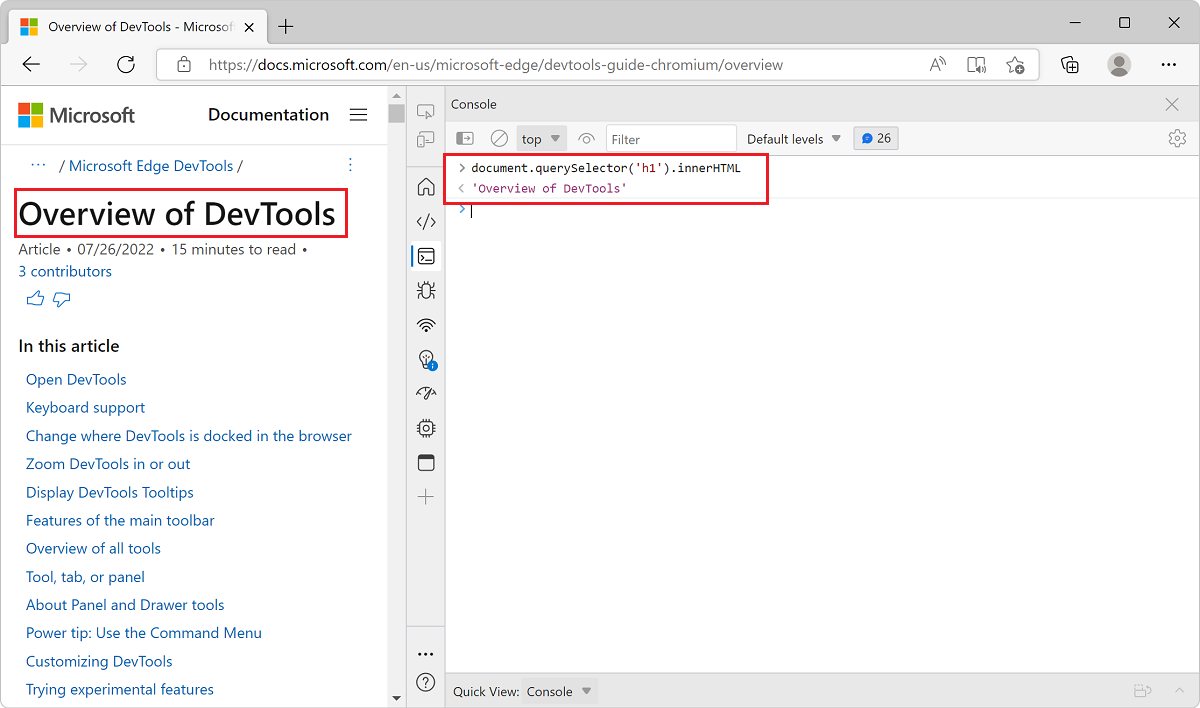 Overview of DevTools - Microsof
https://docs.microsoft.com/en-us/microsoft-edge/devtools-guide-chromium/overview
Microsoft
Documentation
... / Microsoft Edge DevTools /
Overview of DevTools
Article • 07/26/2022 • 15 minutes to read •
3 contributors
In this article
Open DevTools
Keyboard support
Change where DevTools is docked in the browser
Zoom DevTools in or out
Display DevTools Tooltips
Features of the main toolbar
Overview of all tools
Tool, tab, or panel
About Panel and Drawer tools
Power tip: Use the Command Menu
Customizing DevTools
Trying experimental features
Console
top
Filter
Default levels
26
> document.querySelector('h1').innerHTML
< 'Overview of DevTools'
>
Quick View: Console